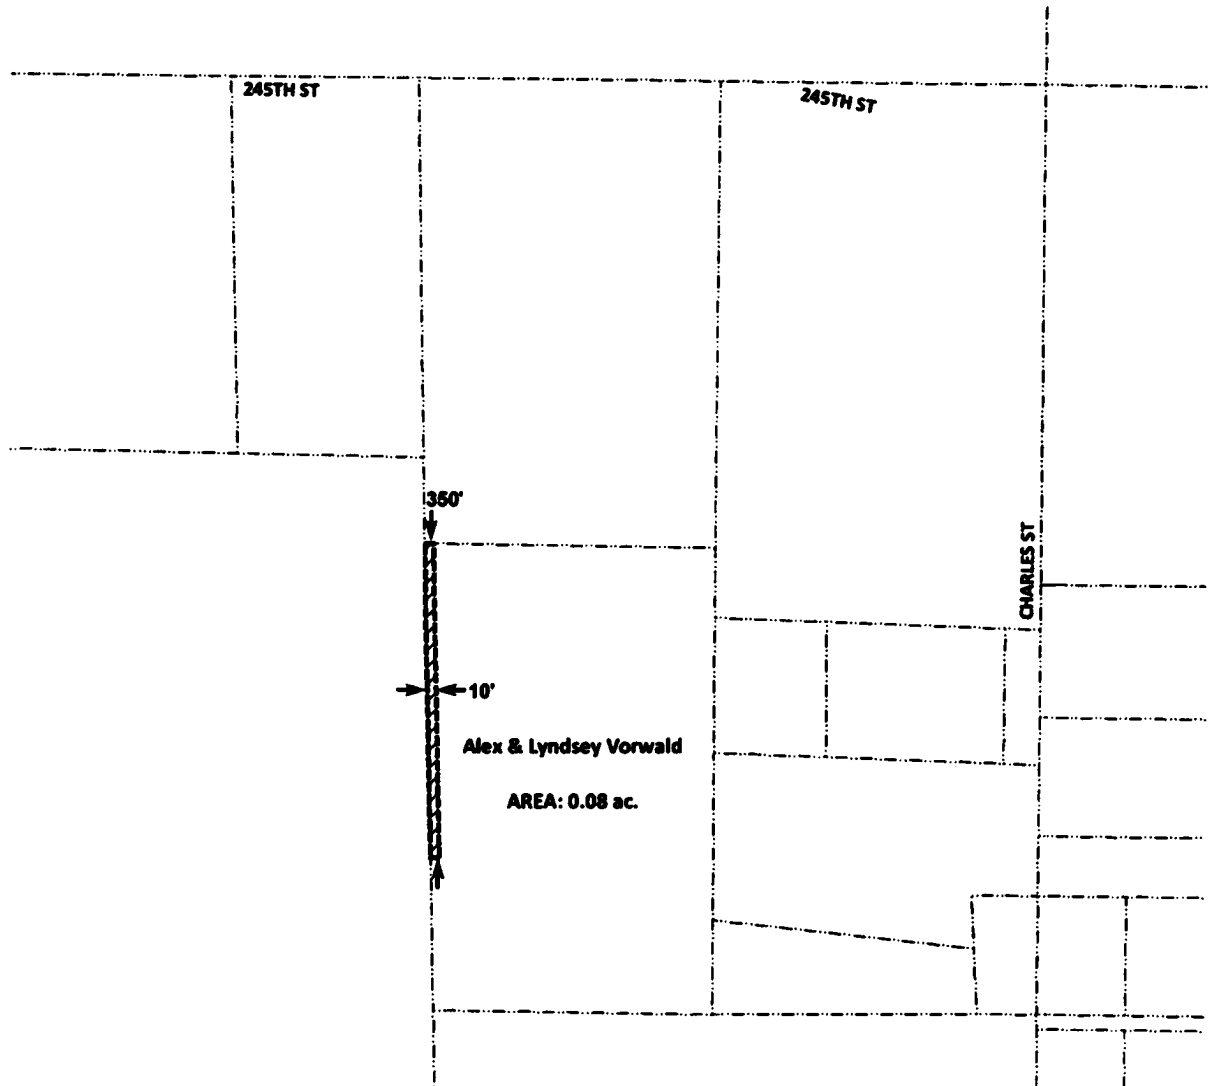 245TH ST
245TH ST
350'
CHARLES ST
10'
Alex & Lyndsey Vorwald
AREA: 0.08 ac.